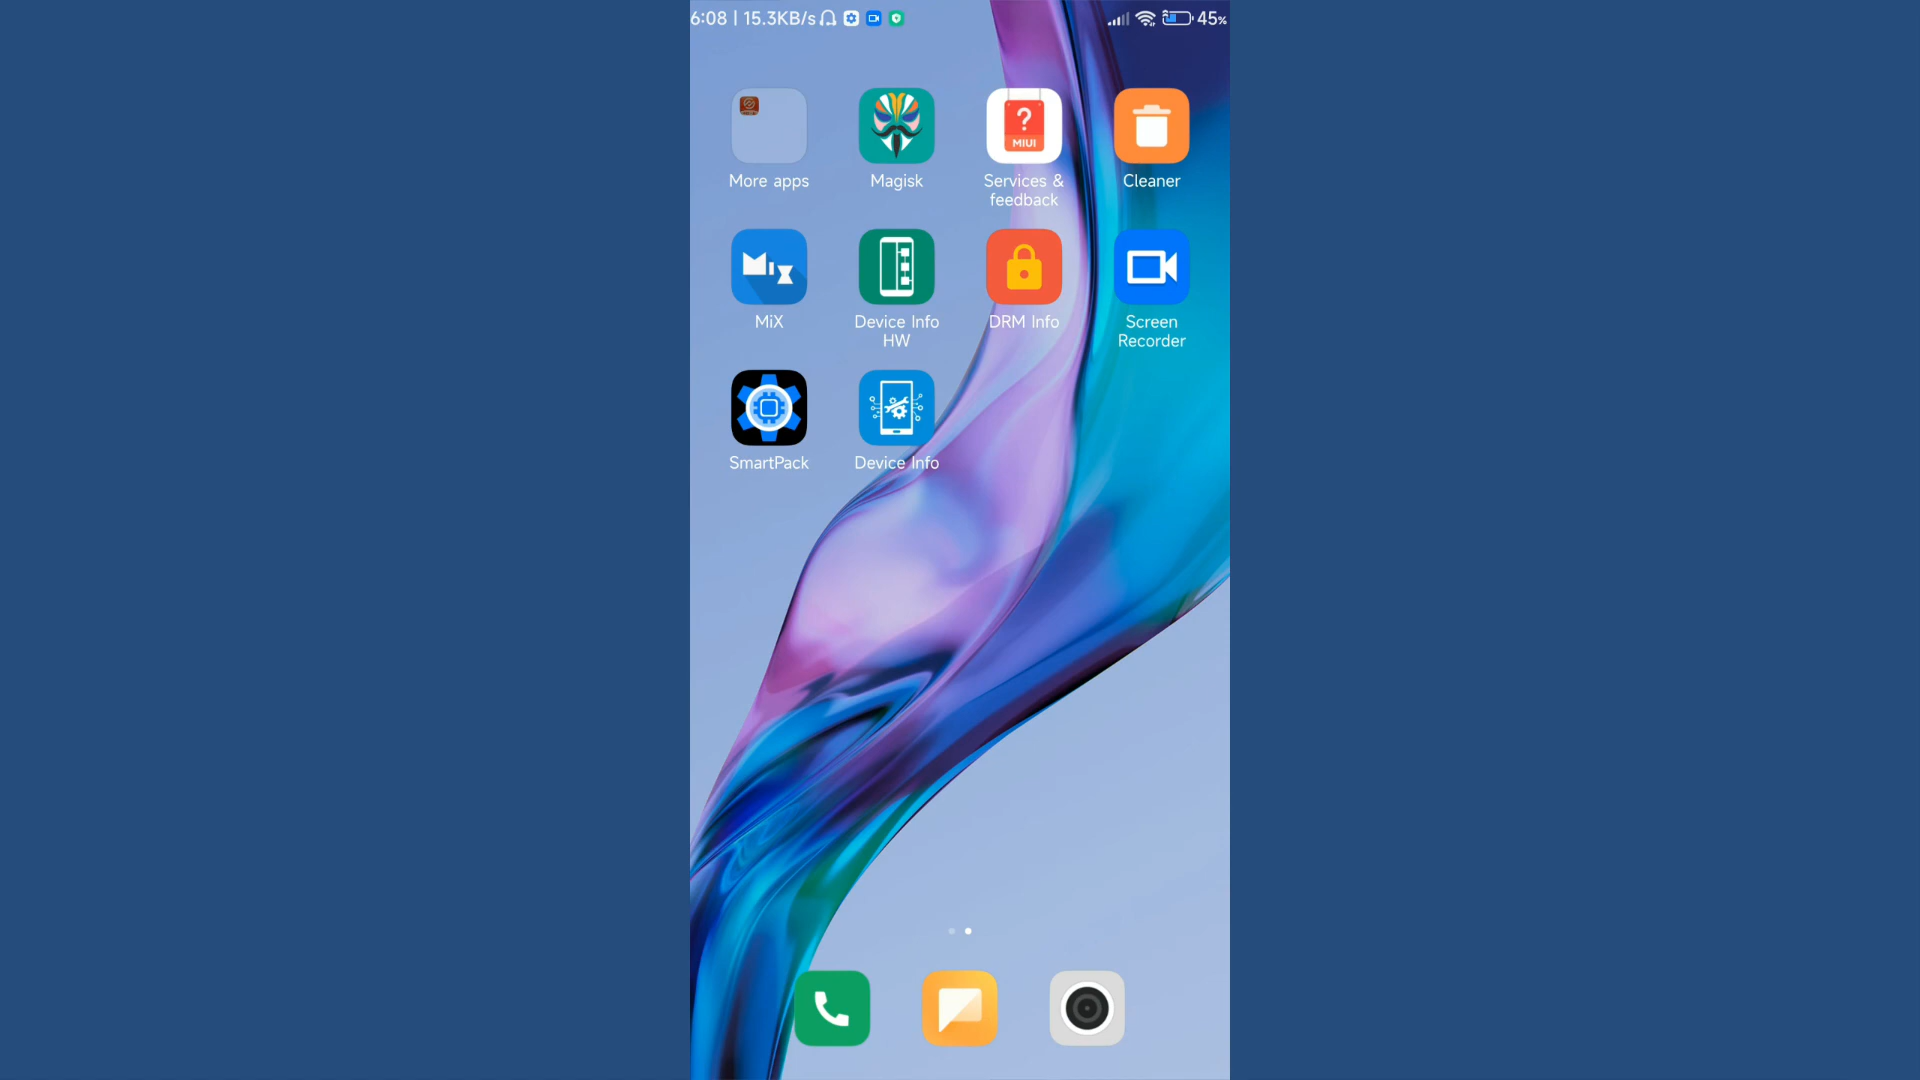 6:08 | 15.3KB/s 45%
More apps
Magisk
MIUI
Services &
feedback
Cleaner
MiX
MiX
Device Info
HW
DRM Info
Screen
Recorder
SmartPack
Device Info